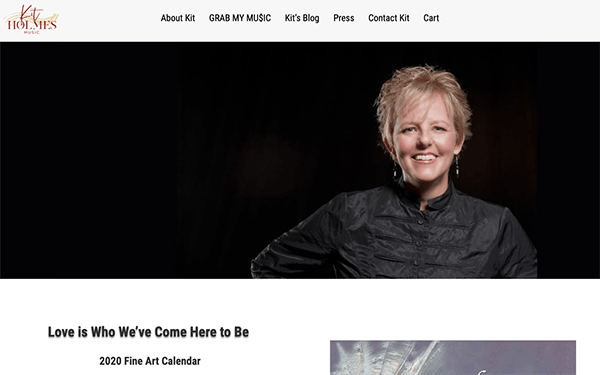 Kit
HOLMES
MUSIC
About Kit GRAB MY MU$IC Kit's Blog Press Contact Kit Cart
Love is Who We've Come Here to Be
2020 Fine Art Calendar